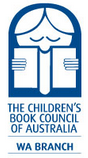 THE CHILDREN'S
BOOK COUNCIL
OF AUSTRALIA
WA BRANCH